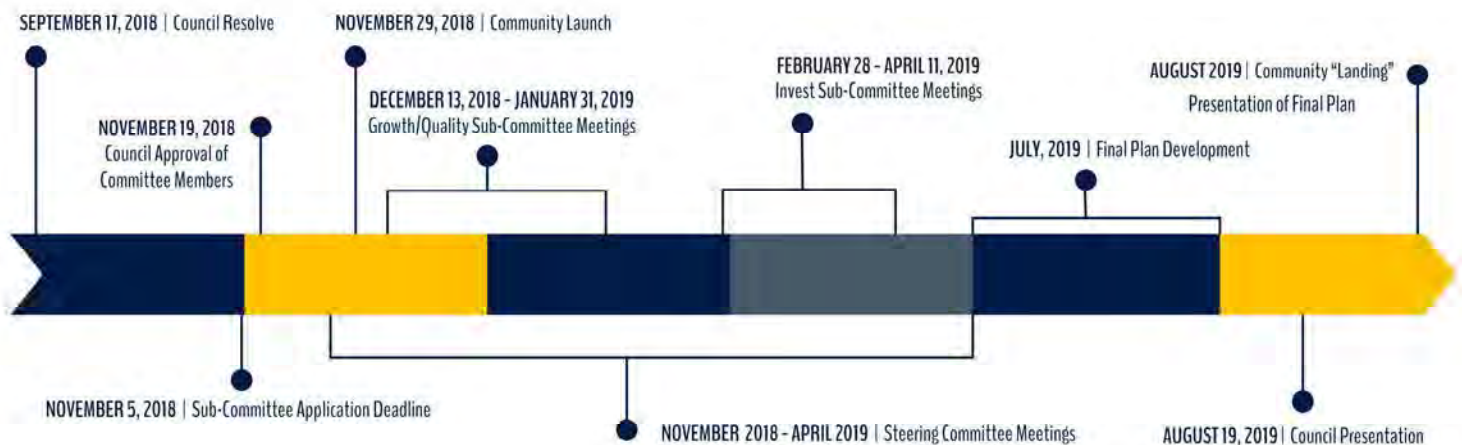 SEPTEMBER 17, 2018 | Council Resolve
NOVEMBER 29, 2018 | Community Launch
FEBRUARY 28 - APRIL 11, 2019
Invest Sub-Committee Meetings
AUGUST 2019 | Community "Landing"
Presentation of Final Plan
DECEMBER 13, 2018 - JANUARY 31, 2019
Growth/Quality Sub-Committee Meetings
NOVEMBER 19, 2018
Council Approval of
Committee Members
JULY, 2019 | Final Plan Development
NOVEMBER 5, 2018 | Sub-Committee Application Deadline
NOVEMBER 2018 - APRIL 2019 | Steering Committee Meetings
AUGUST 19, 2019 | Council Presentation